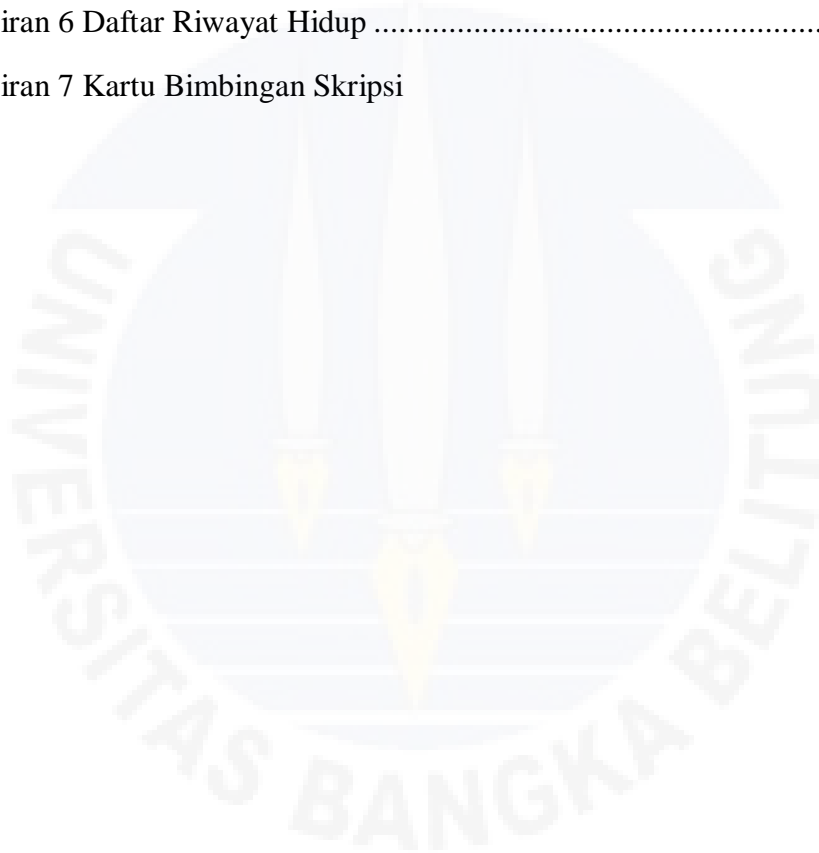 iran 6 Daftar Riwayat Hidup ......................................................
iran 7 Kartu Bimbingan Skripsi
UNIVERSITAS BANGKA BELITUNG